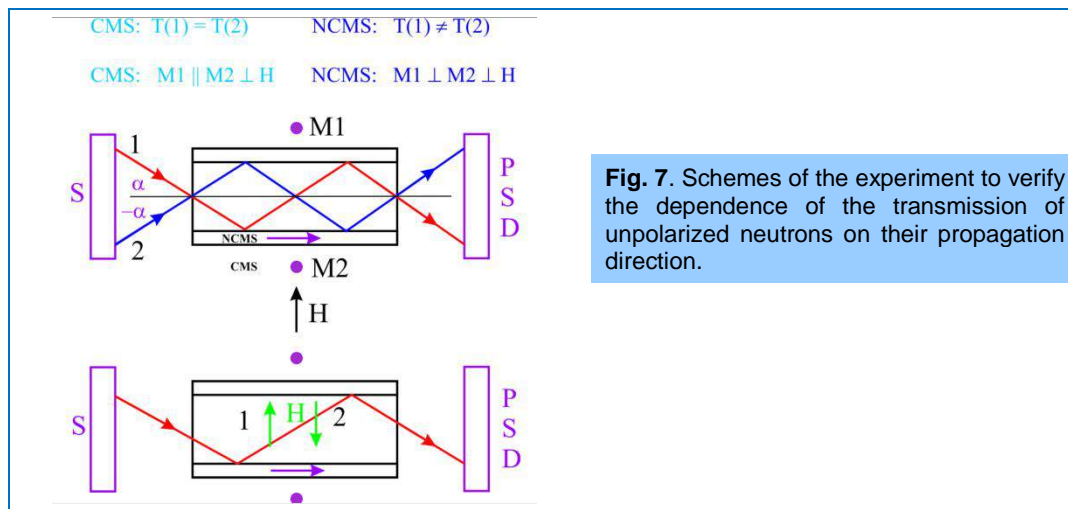 CMS: T(1) = T(2) NCMS: T(1) ≠ T(2)
CMS: M1 || M2 ⊥ H NCMS: M1 ⊥ M2 ⊥ H
M1
1
S
α
-α
2
NCMS
CMS
M2
P
S
D
H
S
1
H
2
P
S
D
Fig. 7. Schemes of the experiment to verify
the dependence of the transmission of
unpolarized neutrons on their propagation
direction.